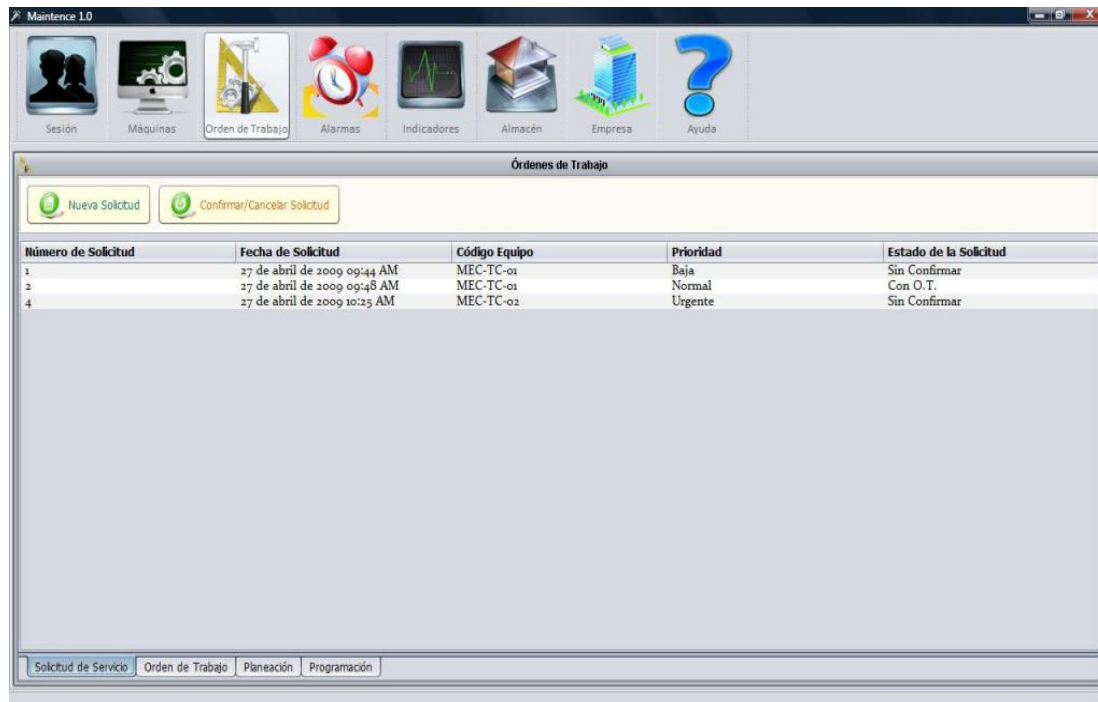 Maintence 1.0
Sesión Máquinas Orden de Trabajo Alarmas Indicadores Almacén Empresa Ayuda
Órdenes de Trabajo
Nueva Solicitud Confirmar/Cancelar Solicitud
Número de Solicitud Fecha de Solicitud Código Equipo Prioridad Estado de la Solicitud
1 27 de abril de 2009 09:44 AM MEC-TC-01 Baja Sin Confirmar
2 27 de abril de 2009 09:48 AM MEC-TC-01 Normal Con O.T.
4 27 de abril de 2009 10:25 AM MEC-TC-02 Urgente Sin Confirmar
Solicitud de Servicio Orden de Trabajo Planeación Programación